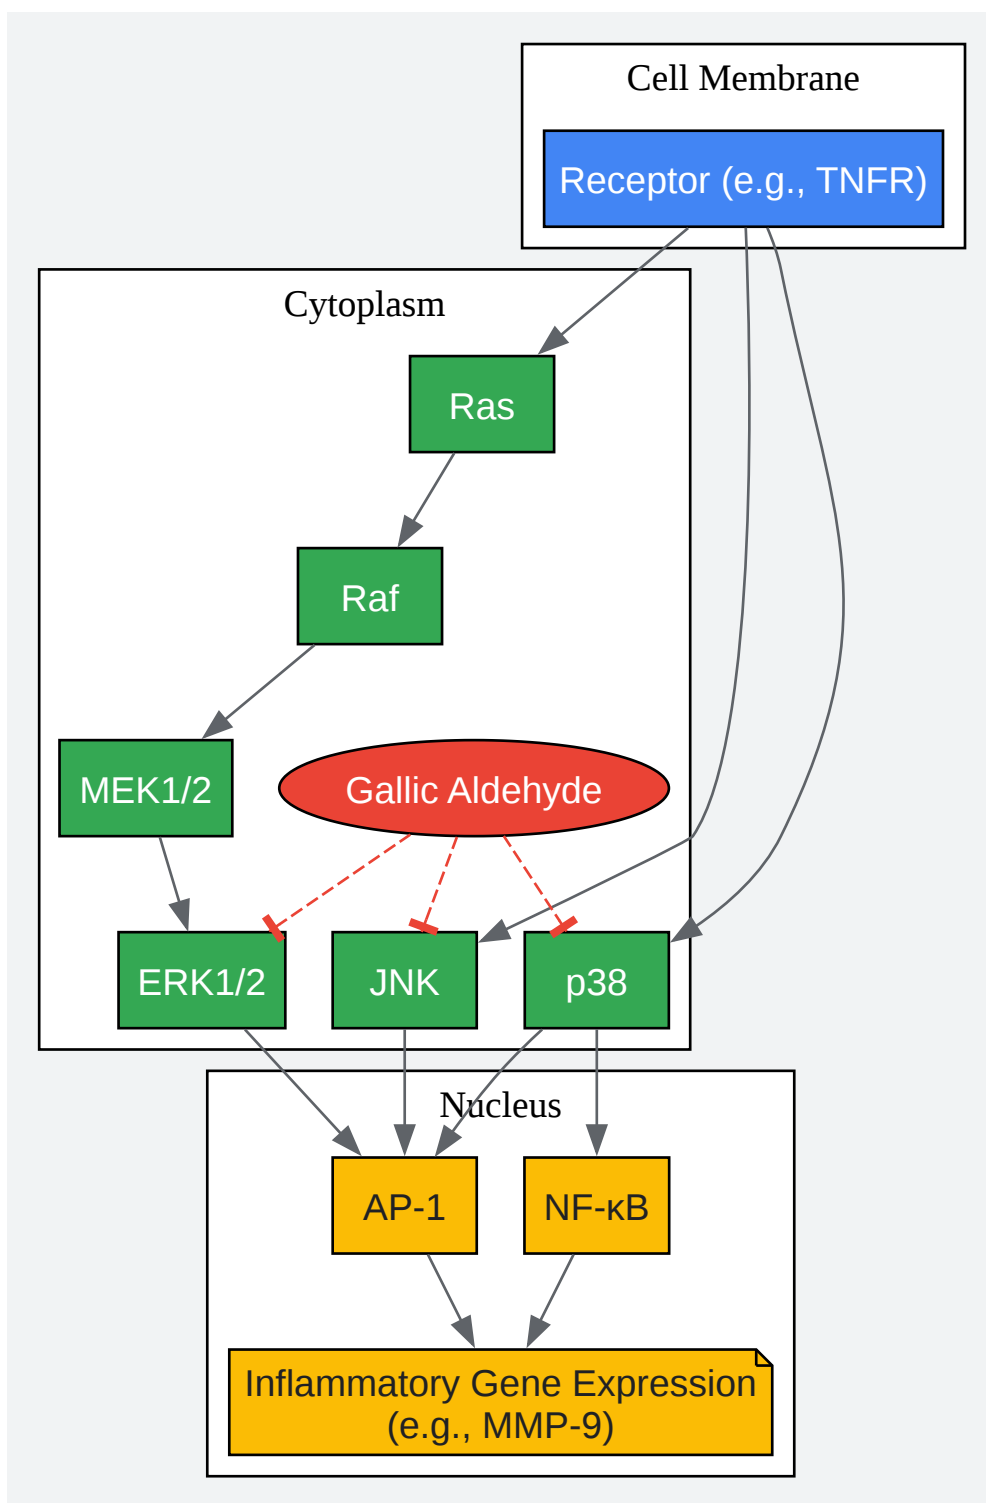 Cell Membrane
Receptor (e.g., TNFR)
Cytoplasm
Ras
Raf
MEK1/2
Gallic Aldehyde
ERK1/2
JNK
p38
Nucleus
AP-1
NF-κB
Inflammatory Gene Expression
(e.g., MMP-9)